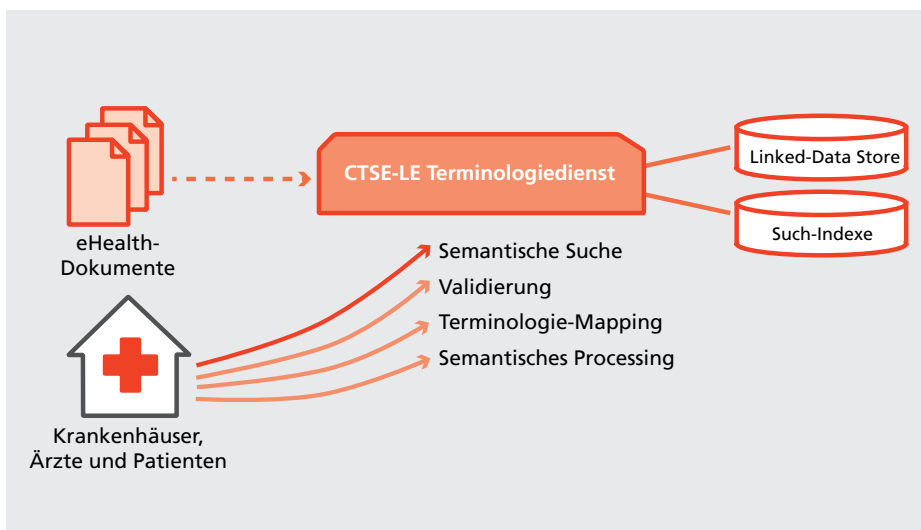 CTSE-LE Terminologiedienst
Linked-Data Store
Such-Indexe
eHealth-
Dokumente
Semantische Suche
Validierung
Terminologie-Mapping
Semantisches Processing
Krankenhäuser,
Ärzte und Patienten